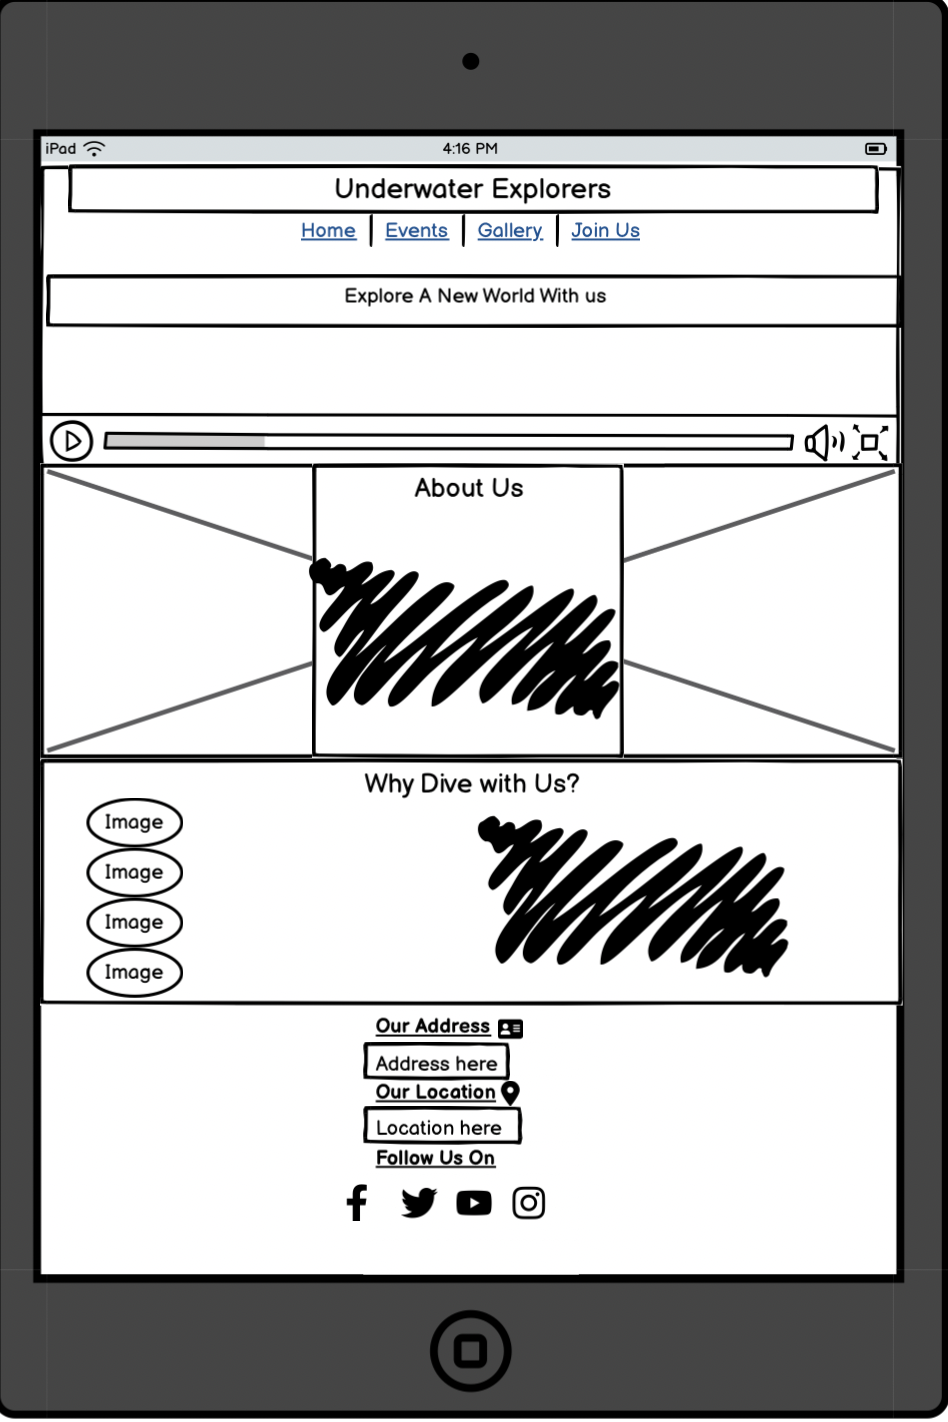 iPad 4:16 PM
Underwater Explorers
Home Events Gallery Join Us
Explore A New World With us
About Us
Why Dive with Us?
Image
Image
Image
Image
Our Address
Address here
Our Location
Location here
Follow Us On